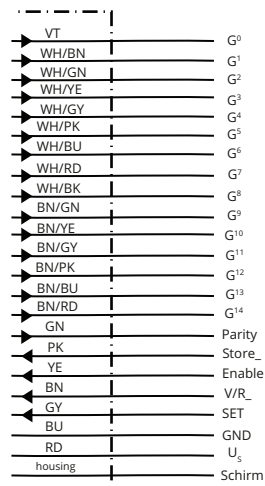 VT G⁰
WH/BN G¹
WH/GN G²
WH/YE G³
WH/GY G⁴
WH/PK G⁵
WH/BU G⁶
WH/RD G⁷
WH/BK G⁸
BN/GN G⁹
BN/YE G¹⁰
BN/GY G¹¹
BN/PK G¹²
BN/BU G¹³
BN/RD G¹⁴
GN Parity
PK Store_
YE Enable
BN V/R_
GY SET
BU GND
RD Uₛ
housing Schirm